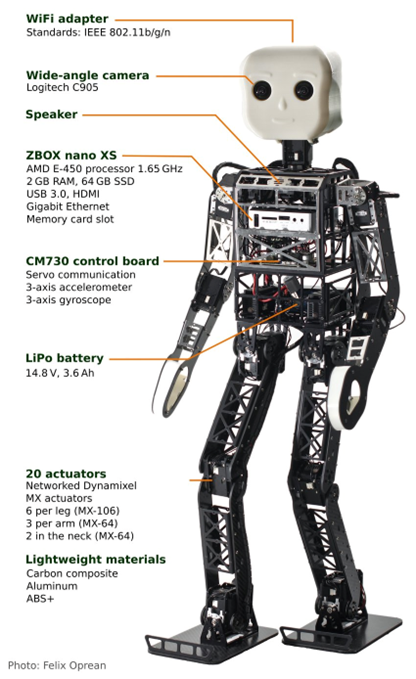 WiFi adapter
Standards: IEEE 802.11b/g/n
Wide-angle camera
Logitech C905
Speaker
ZBOX nano XS
AMD E-450 processor 1.65 GHz
2 GB RAM, 64 GB SSD
USB 3.0, HDMI
Gigabit Ethernet
Memory card slot
CM730 control board
Servo communication
3-axis accelerometer
3-axis gyroscope
LiPo battery
14.8 V, 3.6 Ah
20 actuators
Networked Dynamixel
MX actuators
6 per leg (MX-106)
3 per arm (MX-64)
2 in the neck (MX-64)
Lightweight materials
Carbon composite
Aluminum
ABS+
Photo: Felix Oprean